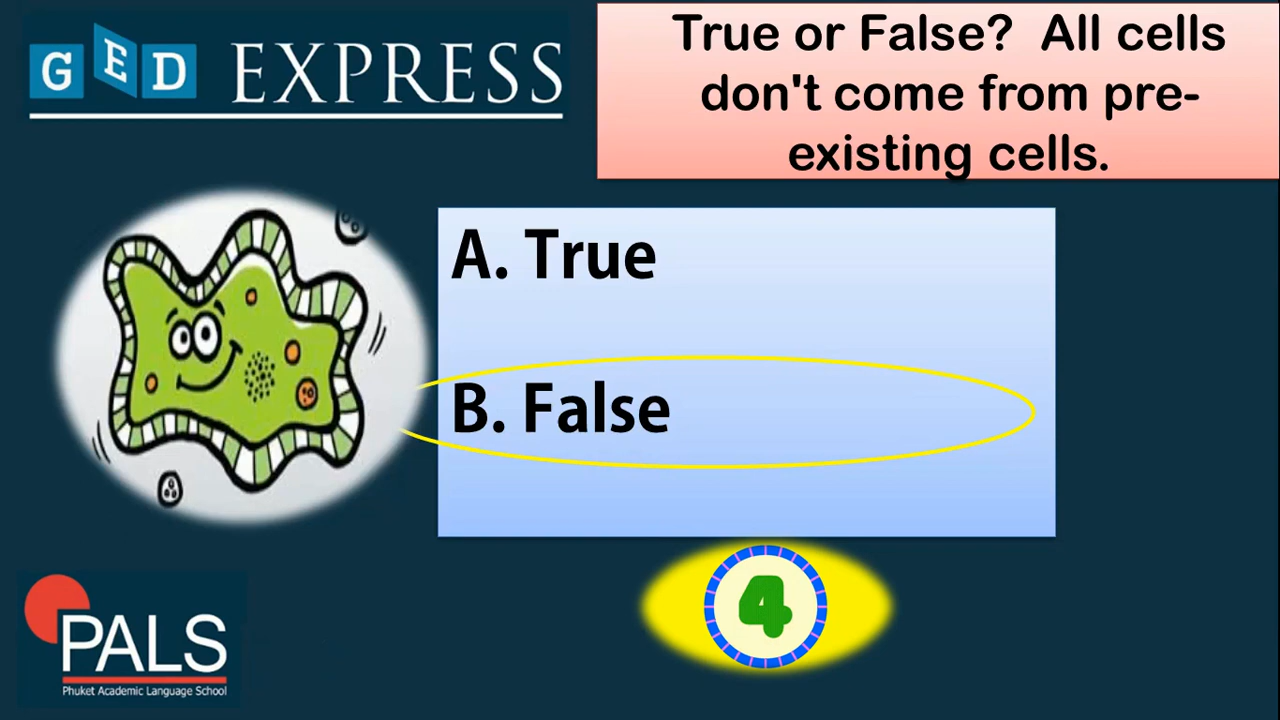 GED EXPRESS
True or False? All cells
don't come from pre-
existing cells.
A. True
B. False
4
PALS
Phuket Academic Language School